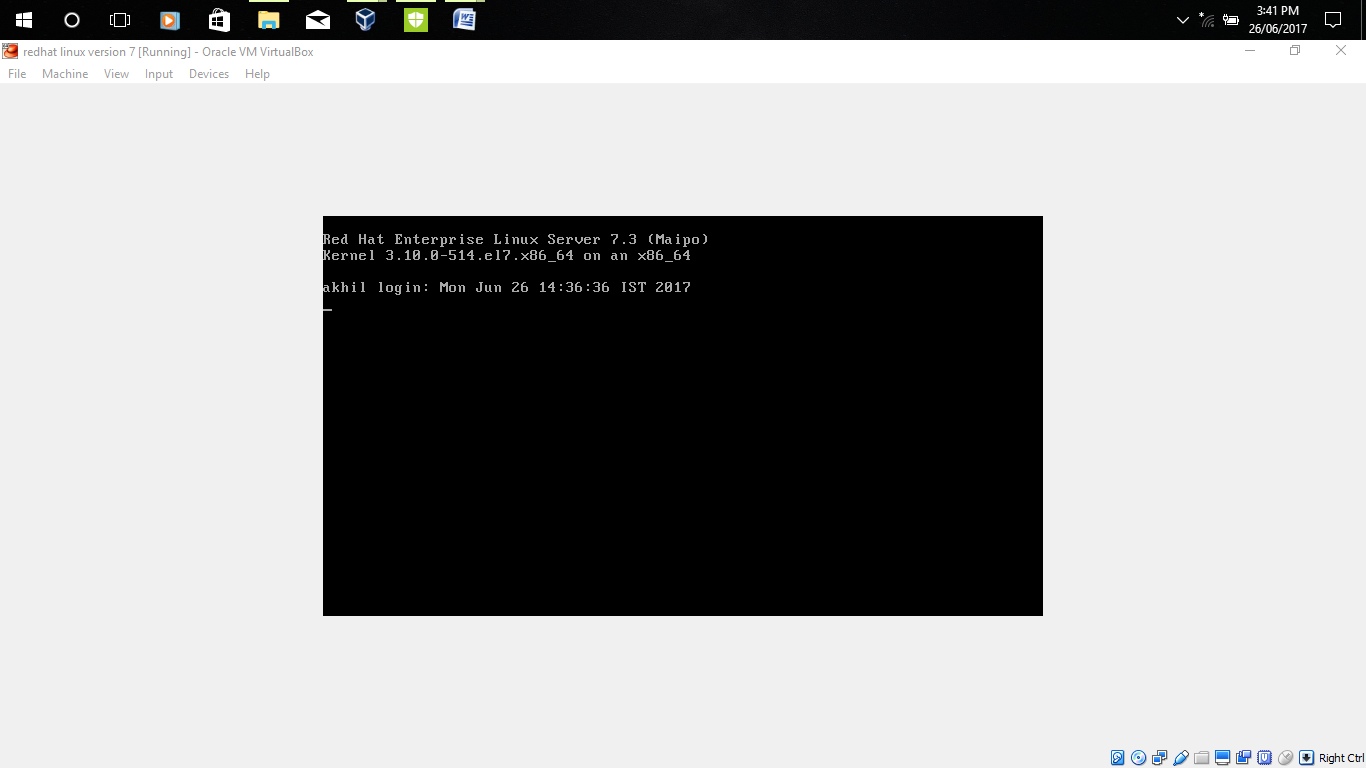 3:41 PM
26/06/2017
redhat linux version 7 [Running] - Oracle VM VirtualBox
File Machine View Input Devices Help
Red Hat Enterprise Linux Server 7.3 (Maipo)
Kernel 3.10.0-514.el7.x86_64 on an x86_64
akhil login: Mon Jun 26 14:36:36 IST 2017
Right Ctrl